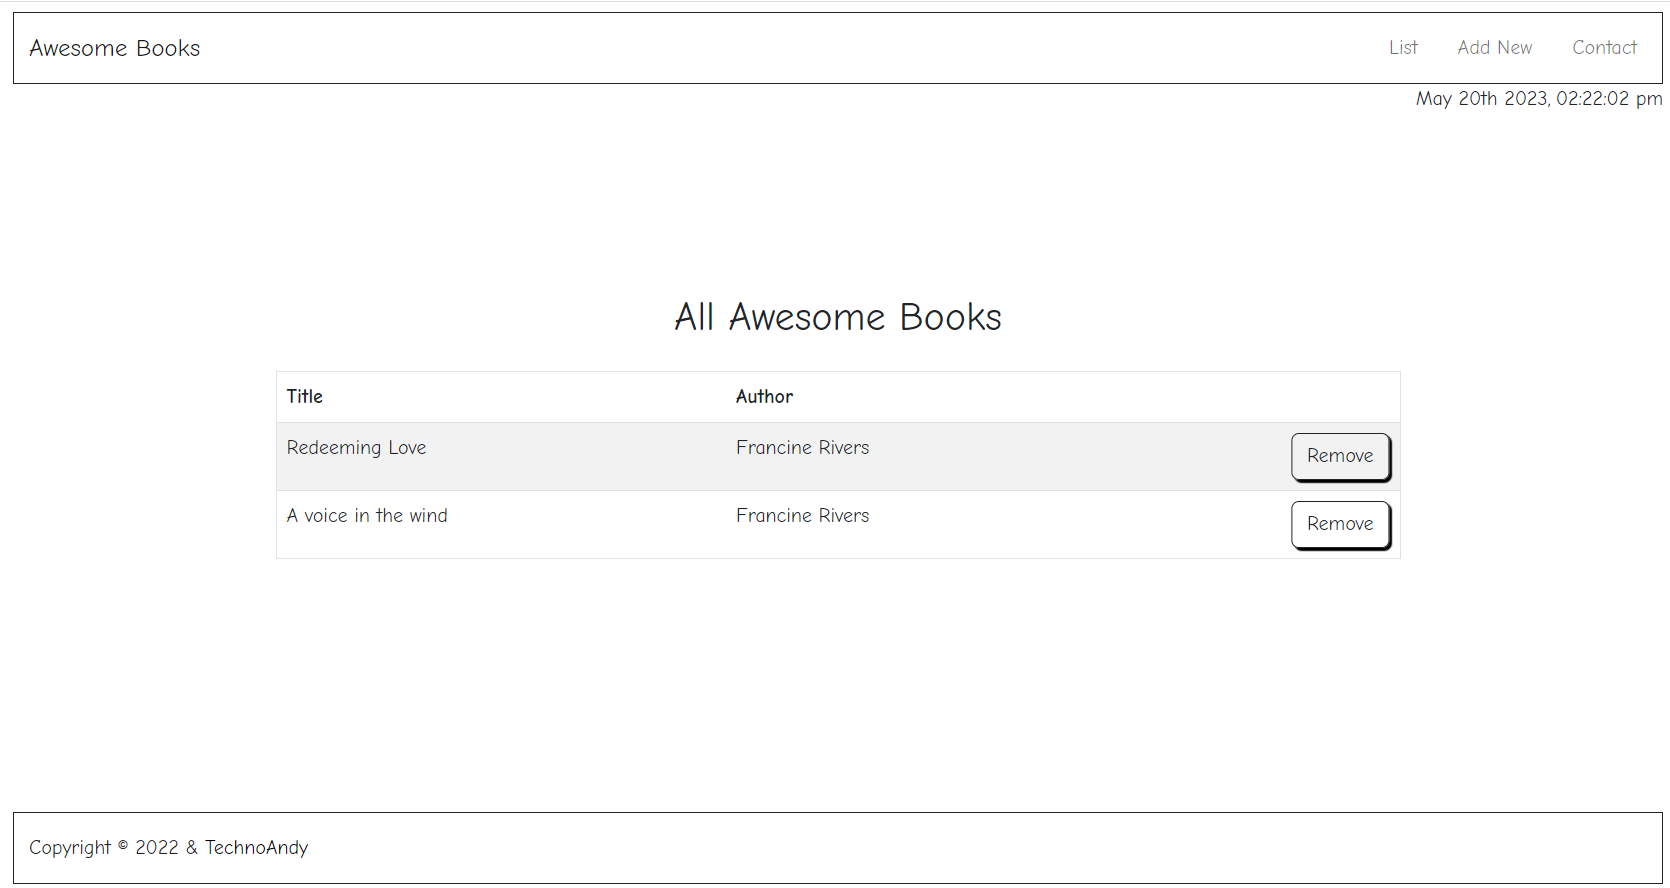 Awesome Books List Add New Contact
May 20th 2023, 02:22:02 pm
All Awesome Books
Title Author
Redeeming Love Francine Rivers Remove
A voice in the wind Francine Rivers Remove
Copyright © 2022 & TechnoAndy